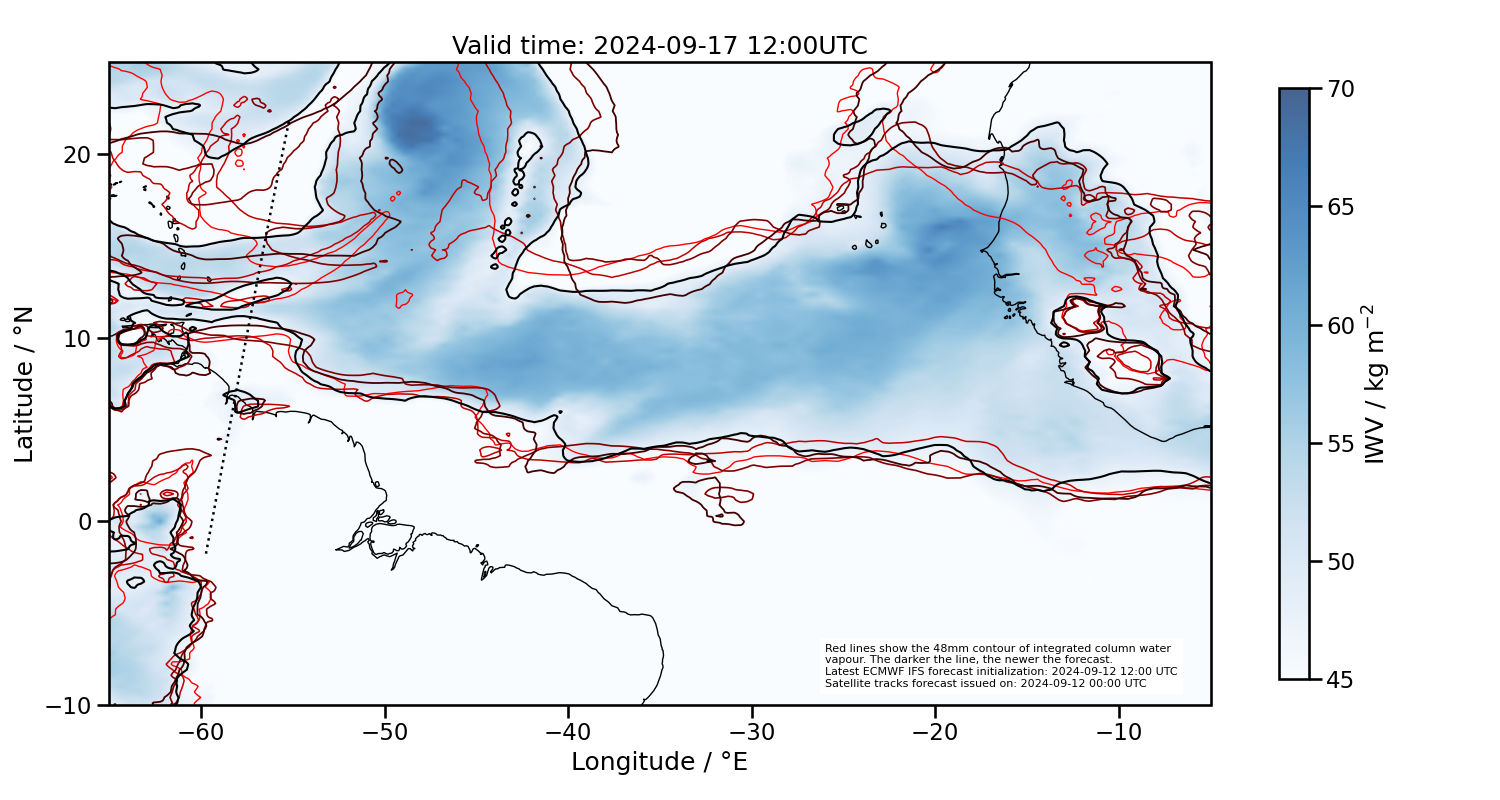 Valid time: 2024-09-17 12:00UTC
20
10
0
−10
Latitude / °N
−60
−50
−40
−30
−20
−10
Longitude / °E
Red lines show the 48mm contour of integrated column water
vapour. The darker the line, the newer the forecast.
Latest ECMWF IFS forecast initialization: 2024-09-12 12:00 UTC
Satellite tracks forecast issued on: 2024-09-12 00:00 UTC
70
65
60
55
50
45
IWV / kg m⁻²